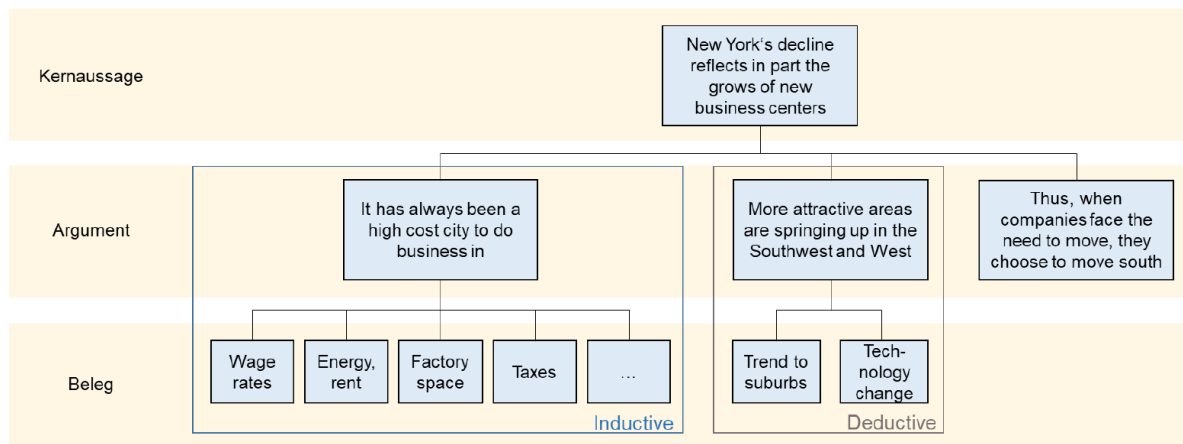 Kernaussage
New York‘s decline
reflects in part the
grows of new
business centers
Argument
It has always been a
high cost city to do
business in
More attractive areas
are springing up in the
Southwest and West
Thus, when
companies face the
need to move, they
choose to move south
Beleg
Wage
rates
Energy,
rent
Factory
space
Taxes
...
Trend to
suburbs
Tech-
nology
change
Inductive
Deductive